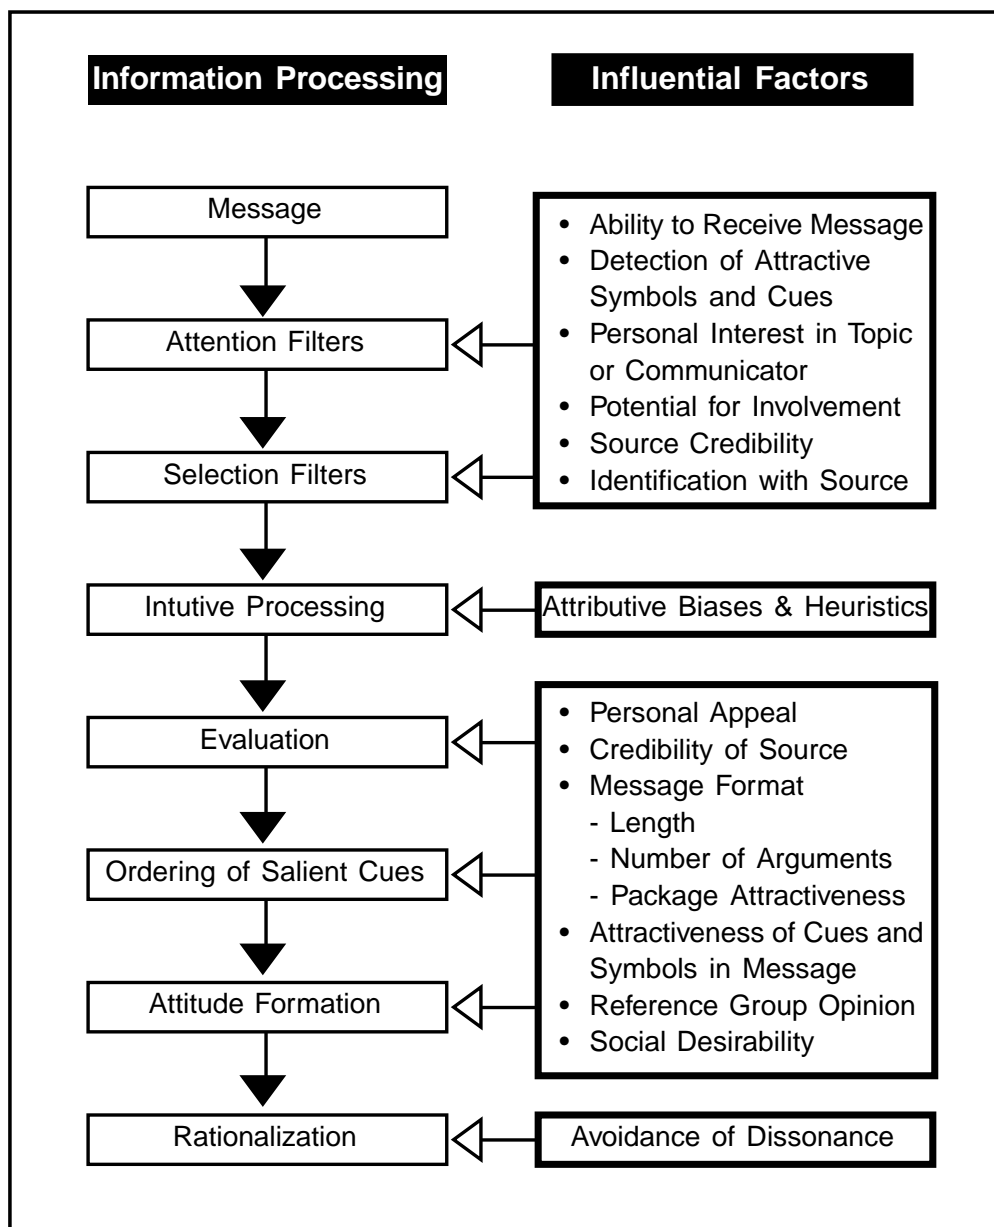 Information Processing
Influential Factors
Message
Attention Filters
Selection Filters
Intutive Processing
Evaluation
Ordering of Salient Cues
Attitude Formation
Rationalization
• Ability to Receive Message
• Detection of Attractive
Symbols and Cues
• Personal Interest in Topic
or Communicator
• Potential for Involvement
• Source Credibility
• Identification with Source
Attributive Biases & Heuristics
• Personal Appeal
• Credibility of Source
• Message Format
- Length
- Number of Arguments
- Package Attractiveness
• Attractiveness of Cues and
Symbols in Message
• Reference Group Opinion
• Social Desirability
Avoidance of Dissonance